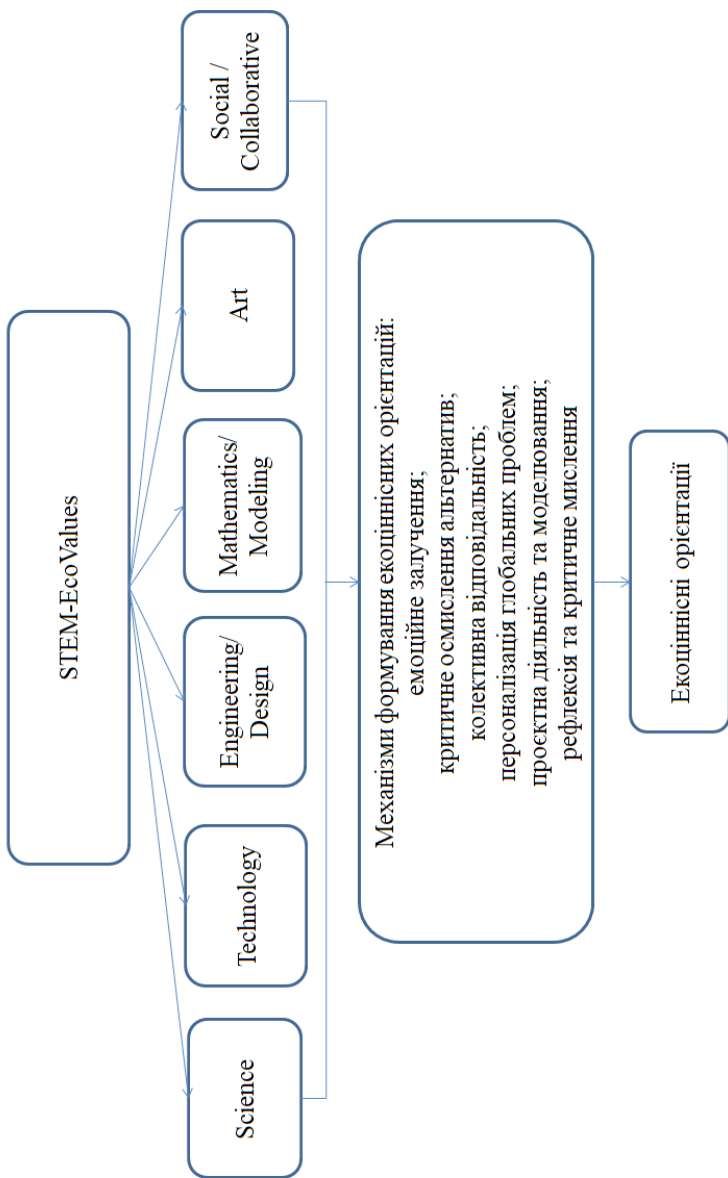 STEM-EcoValues
Science
Technology
Engineering/
Design
Mathematics/
Modeling
Art
Social /
Collaborative
Механізми формування екоціннісних орієнтацій:
емоційне залучення;
критичне осмислення альтернатив;
колективна відповідальність;
персоналізація глобальних проблем;
проєктна діяльність та моделювання;
рефлексія та критичне мислення
Екоціннісні орієнтації